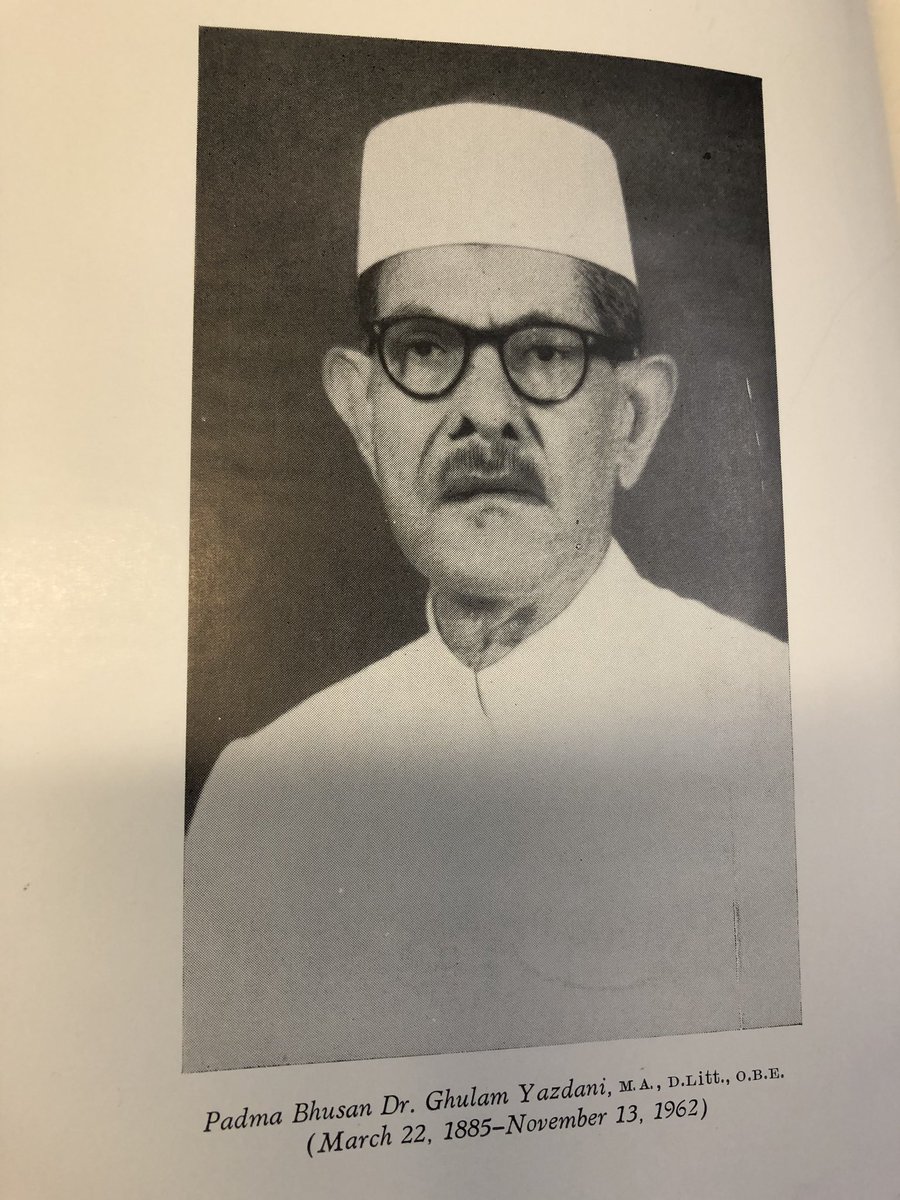 Padma Bhusan Dr. Ghulam Yazdani, M.A., D.Litt., O.B.E.
(March 22, 1885–November 13, 1962)